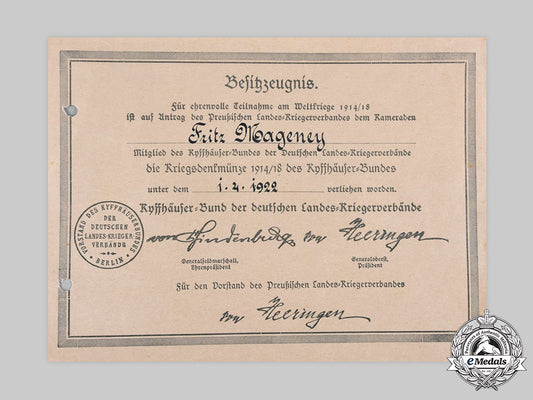 Besitzzeugnis.
Für ehrenvolle Teilnahme am Weltkriege 1914/18
ist auf Antrag des Preußischen Landes-Kriegerverbandes dem Kameraden
Fritz Mageney
Mitglied des Kyffhäuser-Bundes der Deutschen Landes-Kriegerverbände
die Kriegsdenkmünze 1914/18 des Kyffhäuser-Bundes
unter dem 1.4.1922 verliehen worden.
Kyffhäuser-Bund der deutschen Landes-Kriegerverbände
VORSTAND DES KYFFHÄUSERBUNDES
DER
DEUTSCHEN
LANDES-KRIEGER-
VERBÄNDE
BERLIN
von Hindenburg von Heeringen
Generalfeldmarschall, Generaloberst,
Ehrenpräsident Präsident
Für den Vorstand des Preußischen Landes-Kriegerverbandes
von Heeringen
eMedals